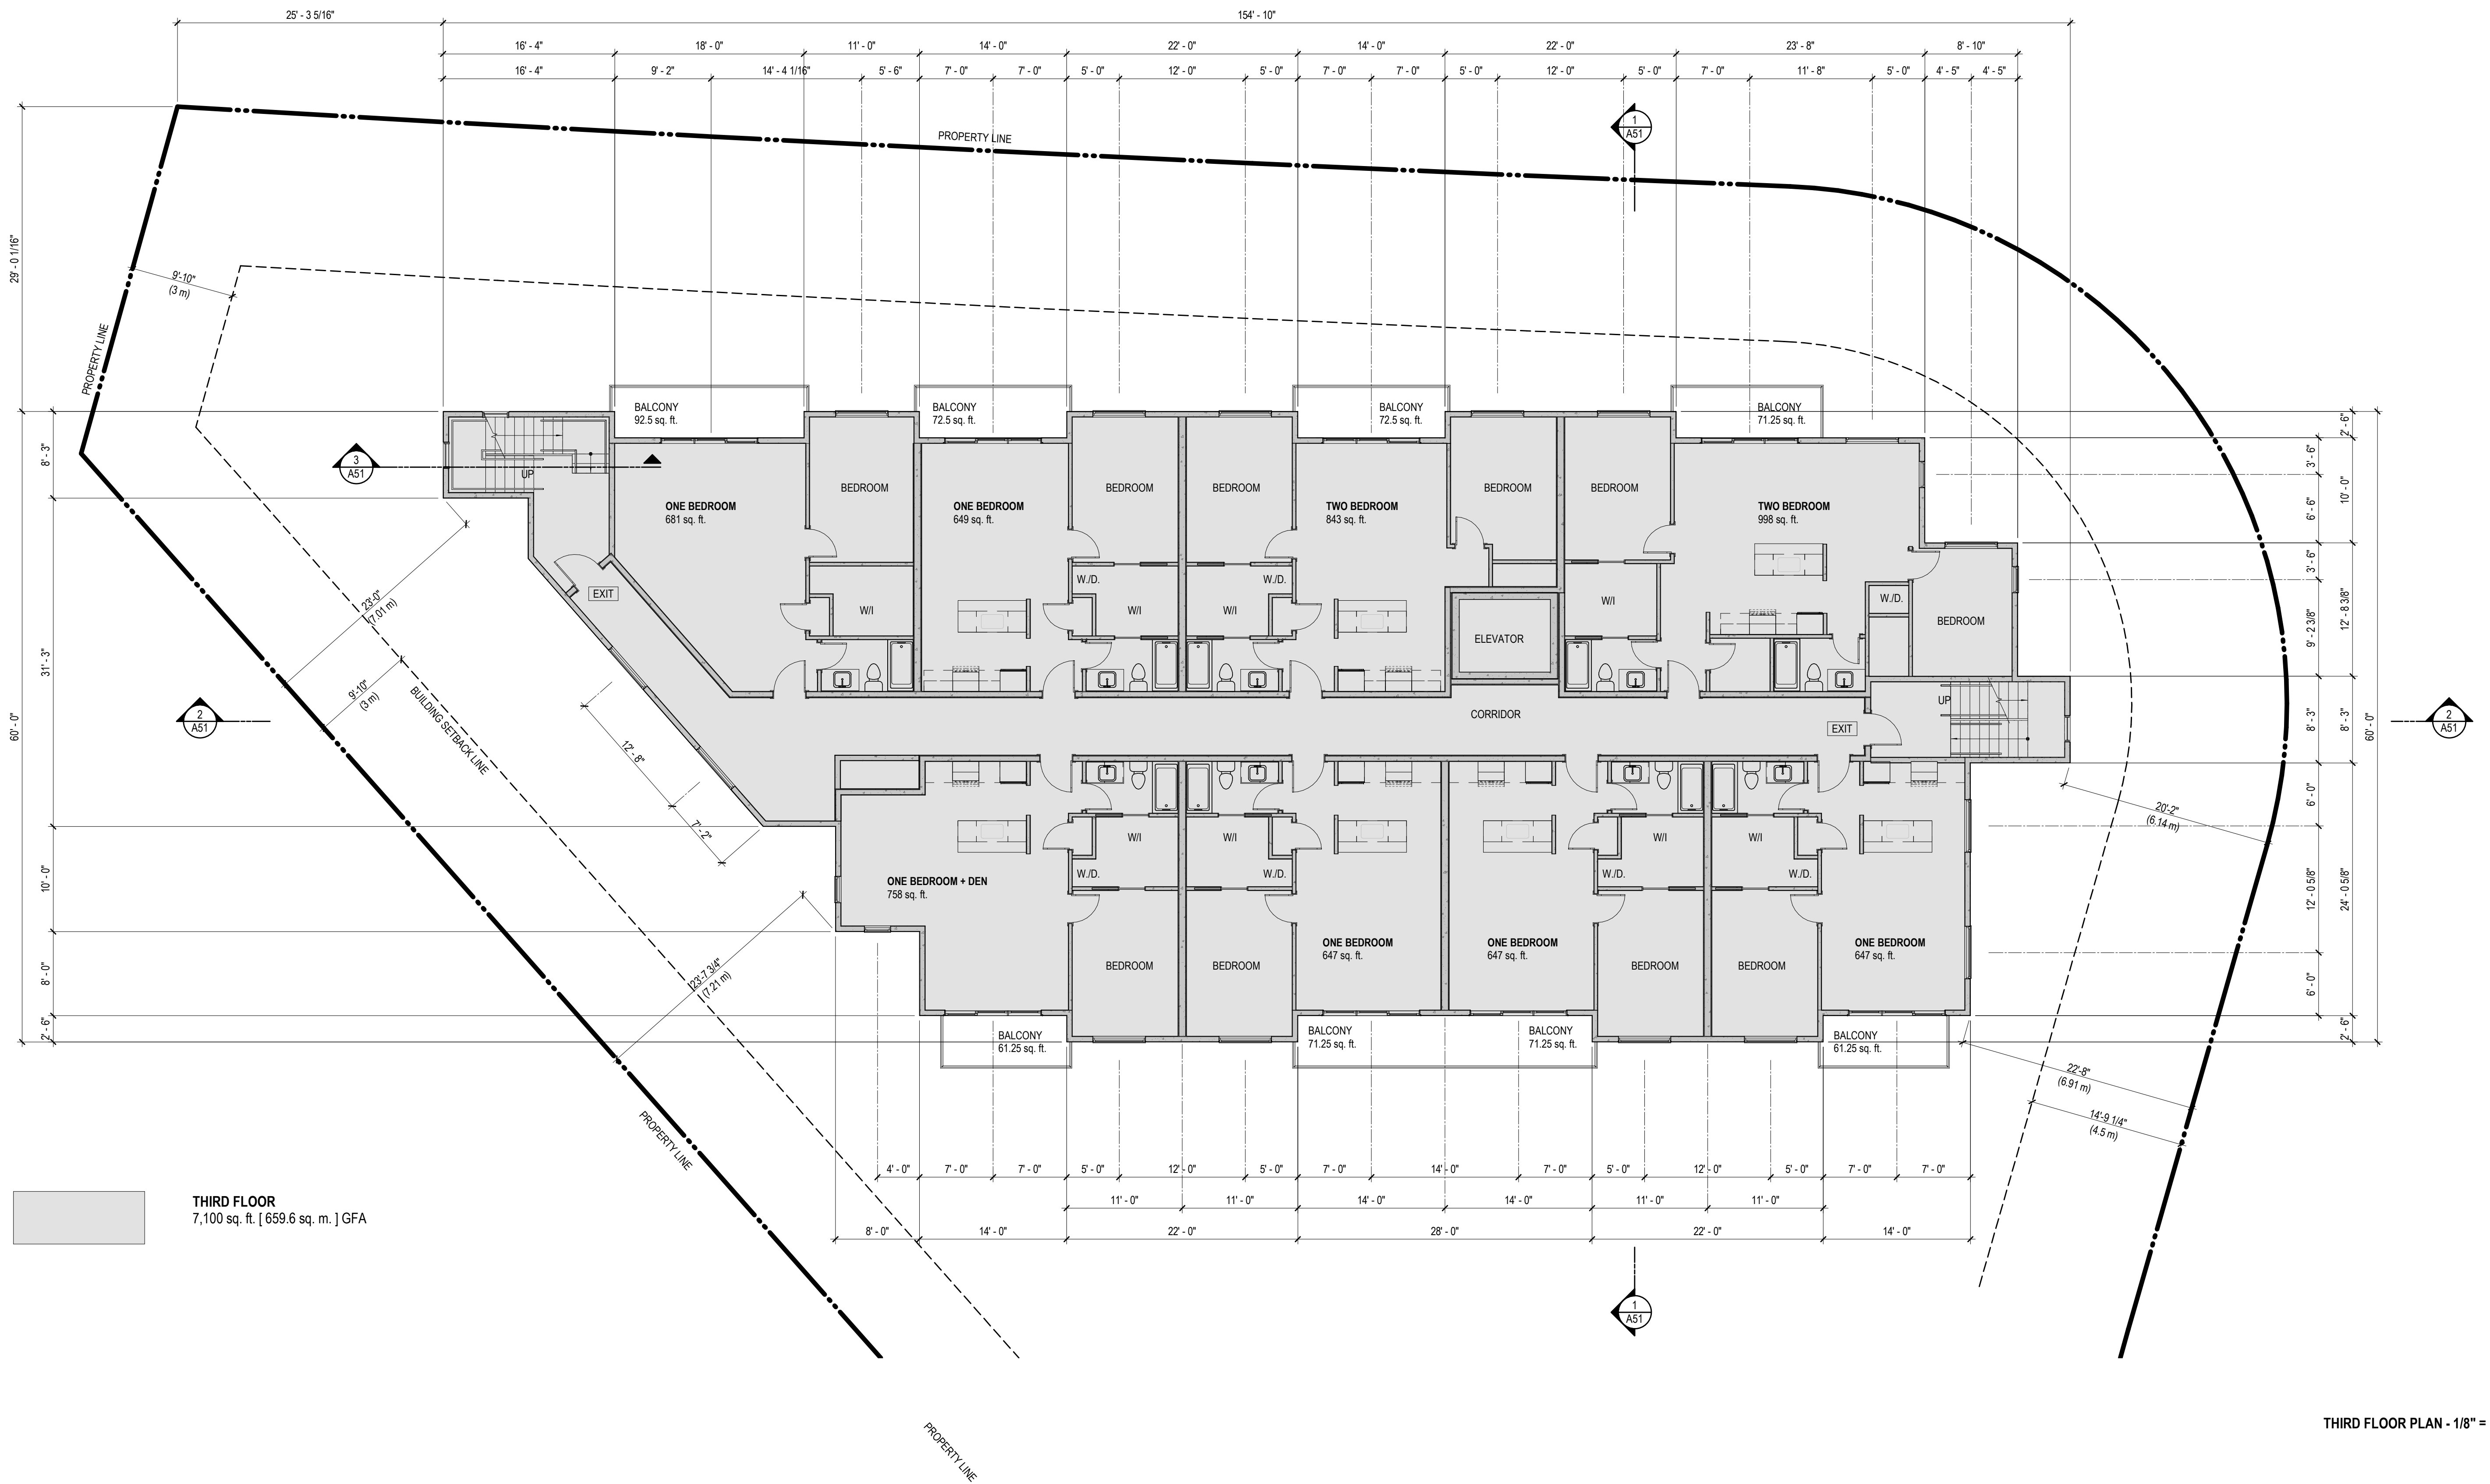 25' - 3 5/16"
154' - 10"
16' - 4"
18' - 0"
11' - 0"
14' - 0"
22' - 0"
14' - 0"
22' - 0"
23' - 8"
8' - 10"
16' - 4"
9' - 2"
14' - 4 1/16"
5' - 6"
7' - 0"
7' - 0"
5' - 0"
12' - 0"
5' - 0"
7' - 0"
7' - 0"
5' - 0"
12' - 0"
5' - 0"
7' - 0"
11' - 8"
5' - 0"
4' - 5"
4' - 5"
1
A51
PROPERTY LINE
29' - 0 1/16"
9'-10"
(3 m)
PROPERTY LINE
BALCONY
92.5 sq. ft.
BALCONY
72.5 sq. ft.
BALCONY
72.5 sq. ft.
BALCONY
71.25 sq. ft.
3
A51
8' - 3"
UP
ONE BEDROOM
681 sq. ft.
BEDROOM
ONE BEDROOM
649 sq. ft.
BEDROOM
BEDROOM
TWO BEDROOM
843 sq. ft.
BEDROOM
BEDROOM
TWO BEDROOM
998 sq. ft.
BEDROOM
2' - 6"
3' - 6"
10' - 0"
6' - 6"
3' - 6"
12' - 8 3/8"
9' - 2 3/8"
EXIT
W/I
W./D.
W/I
W./D.
W/I
W/I
W./D.
ELEVATOR
23'-0"
(7.01 m)
31' - 3"
9'-10"
(3 m)
BUILDING SETBACK LINE
2
A51
60' - 0"
12' - 8"
7' - 2"
CORRIDOR
EXIT
UP
8' - 3"
8' - 3"
60' - 0"
2
A51
W/I
W/I
W/I
W/I
W./D.
W./D.
W./D.
W./D.
20'-2"
(6.14 m)
6' - 0"
12' - 0 5/8"
24' - 0 5/8"
6' - 0"
2' - 6"
10' - 0"
8' - 0"
2' - 6"
ONE BEDROOM + DEN
758 sq. ft.
BEDROOM
BEDROOM
ONE BEDROOM
647 sq. ft.
ONE BEDROOM
647 sq. ft.
BEDROOM
BEDROOM
ONE BEDROOM
647 sq. ft.
23'-7 3/4"
(7.21 m)
BALCONY
61.25 sq. ft.
BALCONY
71.25 sq. ft.
BALCONY
71.25 sq. ft.
BALCONY
61.25 sq. ft.
22'-8"
(6.91 m)
14'-9 1/4"
(4.5 m)
PROPERTY LINE
4' - 0"
7' - 0"
7' - 0"
5' - 0"
12' - 0"
5' - 0"
7' - 0"
14' - 0"
7' - 0"
5' - 0"
12' - 0"
5' - 0"
7' - 0"
7' - 0"
11' - 0"
11' - 0"
14' - 0"
14' - 0"
11' - 0"
11' - 0"
8' - 0"
14' - 0"
22' - 0"
28' - 0"
22' - 0"
14' - 0"
THIRD FLOOR
7,100 sq. ft. [ 659.6 sq. m. ] GFA
1
A51
PROPERTY LINE
THIRD FLOOR PLAN - 1/8" =